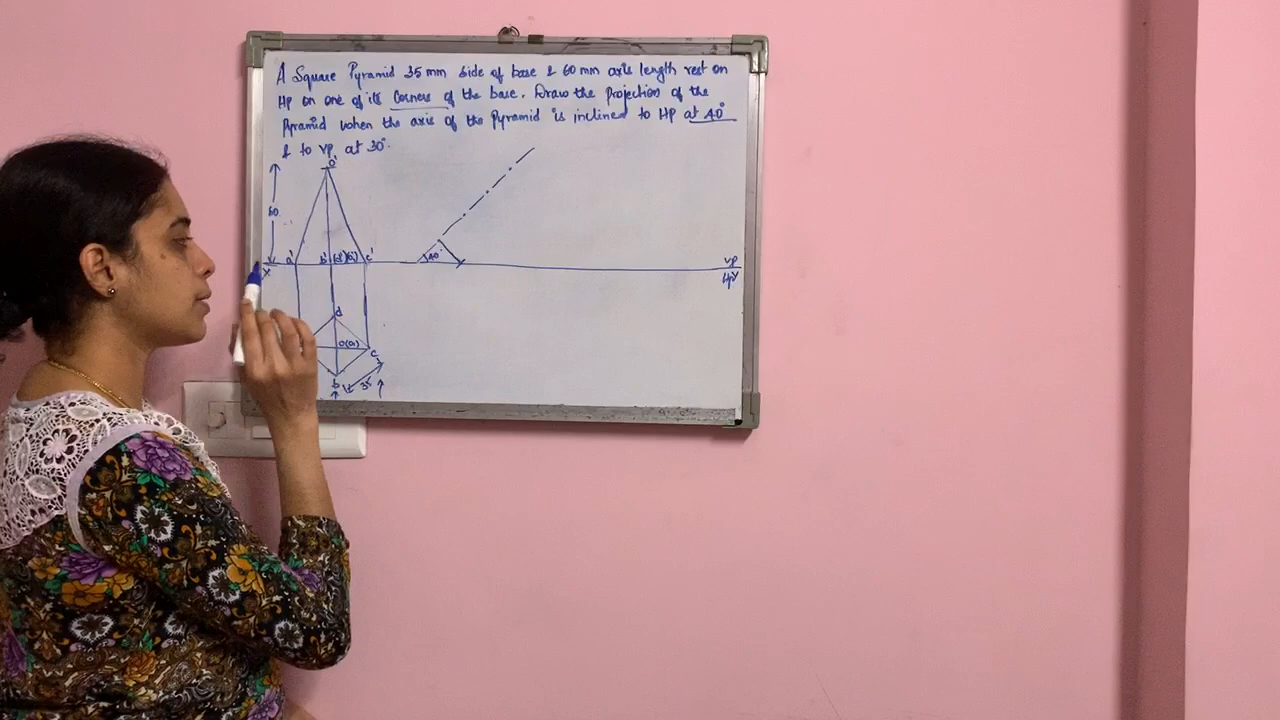 A Square Pyramid 35 mm side of base & 60 mm axis length rest on
HP on one of its Corners of the base. Draw the Projection of the
Pyramid when the axis of the Pyramid is inclined to HP at 40°
& to VP at 30°.
o'
60
a' b' (d') c'
40°
X
VP
HP Y
d
o
c
b
35